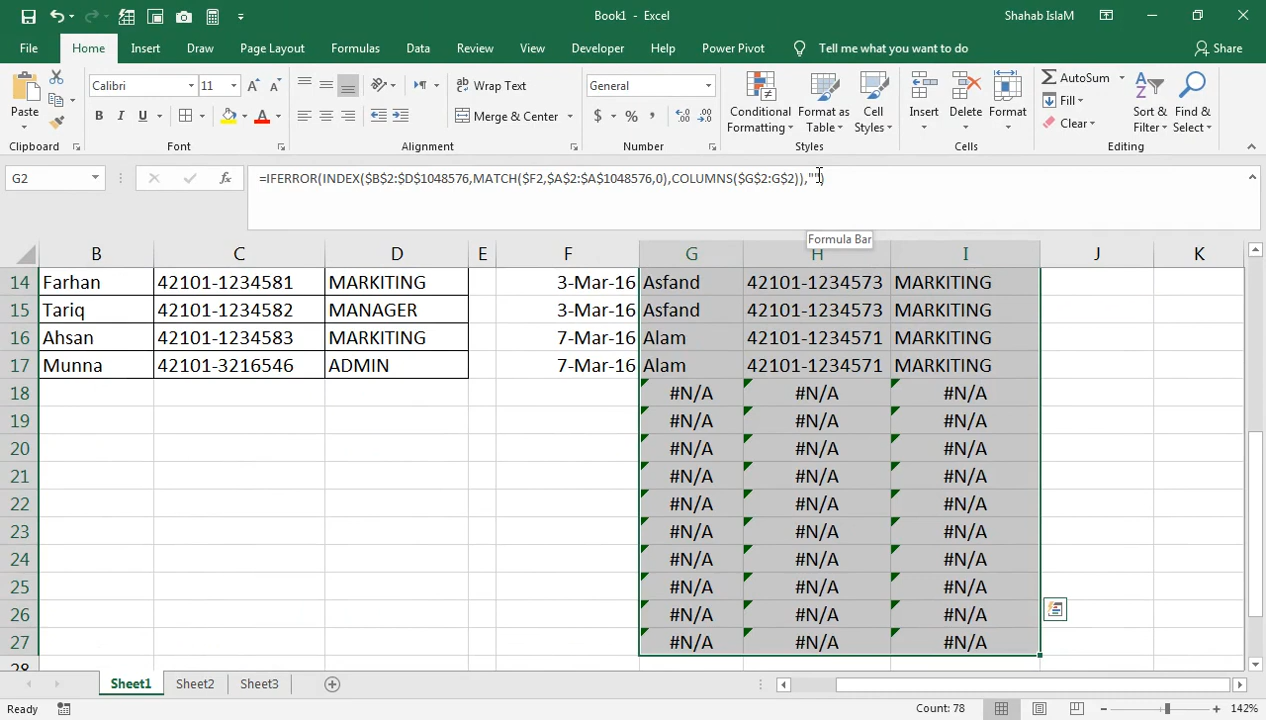 Book1 - Excel
Shahab IslaM
File Home Insert Draw Page Layout Formulas Data Review View Developer Help Power Pivot Tell me what you want to do Share
Calibri 11 Wrap Text General AutoSum
Paste B I U Merge & Center $ % , Conditional Formatting Format as Table Cell Styles Insert Delete Format Fill Clear Sort & Filter Find & Select
Clipboard Font Alignment Number Styles Cells Editing
G2 fx =IFERROR(INDEX($B$2:$D$1048576,MATCH($F2,$A$2:$A$1048576,0),COLUMNS($G$2:G$2)),"")
Formula Bar
B C D E F G H I J K
14 Farhan 42101-1234581 MARKITING 3-Mar-16 Asfand 42101-1234573 MARKITING
15 Tariq 42101-1234582 MANAGER 3-Mar-16 Asfand 42101-1234573 MARKITING
16 Ahsan 42101-1234583 MARKITING 7-Mar-16 Alam 42101-1234571 MARKITING
17 Munna 42101-3216546 ADMIN 7-Mar-16 Alam 42101-1234571 MARKITING
18 #N/A #N/A #N/A
19 #N/A #N/A #N/A
20 #N/A #N/A #N/A
21 #N/A #N/A #N/A
22 #N/A #N/A #N/A
23 #N/A #N/A #N/A
24 #N/A #N/A #N/A
25 #N/A #N/A #N/A
26 #N/A #N/A #N/A
27 #N/A #N/A #N/A
28
Sheet1 Sheet2 Sheet3
Ready Count: 78 142%